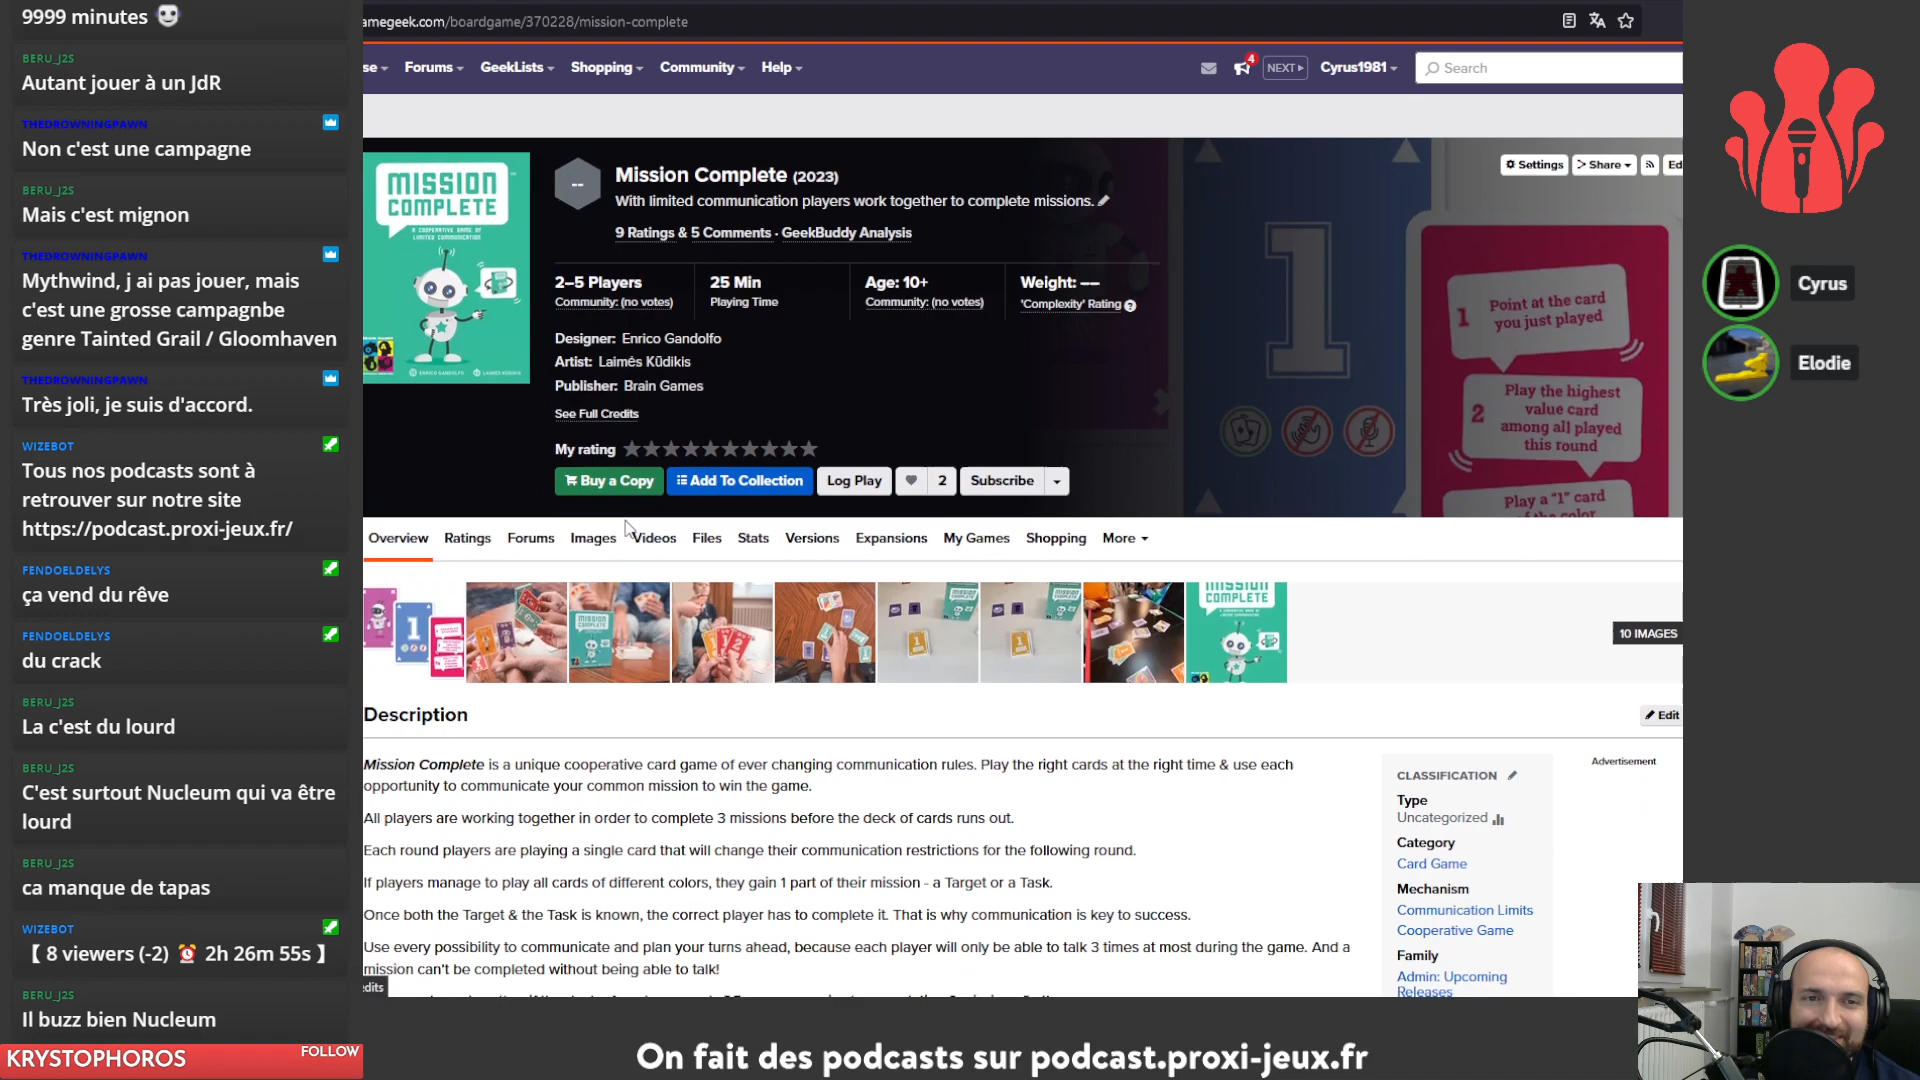 9999 minutes
BERU_J2S
Autant jouer à un JdR
THEDROWNINGPAWN
Non c'est une campagne
BERU_J2S
Mais c'est mignon
THEDROWNINGPAWN
Mythwind, j ai pas jouer, mais
c'est une grosse campagnbe
genre Tainted Grail / Gloomhaven
THEDROWNINGPAWN
Très joli, je suis d'accord.
WIZEBOT
Tous nos podcasts sont à
retrouver sur notre site
https://podcast.proxi-jeux.fr/
FENDOELDELYS
ça vend du rêve
FENDOELDELYS
du crack
BERU_J2S
La c'est du lourd
BERU_J2S
C'est surtout Nucleum qui va être
lourd
BERU_J2S
ca manque de tapas
WIZEBOT
【 8 viewers (-2) ⏰ 2h 26m 55s 】
BERU_J2S
Il buzz bien Nucleum
KRYSTOPHOROS
FOLLOW
amegeek.com/boardgame/370228/mission-complete
se Forums GeekLists Shopping Community Help
4 NEXT Cyrus1981 Search
MISSION
COMPLETE
A COOPERATIVE GAME OF
LIMITED COMMUNICATION
ENRICO GANDOLFO LAIMĖS KŪDIKIS
--
Mission Complete (2023)
With limited communication players work together to complete missions.
9 Ratings & 5 Comments · GeekBuddy Analysis
2–5 Players 25 Min Age: 10+ Weight: --
Community: (no votes) Playing Time Community: (no votes) 'Complexity' Rating
Designer: Enrico Gandolfo
Artist: Laimės Kūdikis
Publisher: Brain Games
See Full Credits
My rating
Buy a Copy Add To Collection Log Play 2 Subscribe
Settings Share Ed
1
1 Point at the card
you just played
2 Play the highest
value card
among all played
this round
Play a "1" card
of the color
Overview Ratings Forums Images Videos Files Stats Versions Expansions My Games Shopping More
10 IMAGES
Description
Edit
Mission Complete is a unique cooperative card game of ever changing communication rules. Play the right cards at the right time & use each
opportunity to communicate your common mission to win the game.
All players are working together in order to complete 3 missions before the deck of cards runs out.
Each round players are playing a single card that will change their communication restrictions for the following round.
If players manage to play all cards of different colors, they gain 1 part of their mission - a Target or a Task.
Once both the Target & the Task is known, the correct player has to complete it. That is why communication is key to success.
Use every possibility to communicate and plan your turns ahead, because each player will only be able to talk 3 times at most during the game. And a
mission can't be completed without being able to talk!
edits
CLASSIFICATION
Type
Uncategorized
Category
Card Game
Mechanism
Communication Limits
Cooperative Game
Family
Admin: Upcoming
Releases
Advertisement
Cyrus
Elodie
On fait des podcasts sur podcast.proxi-jeux.fr